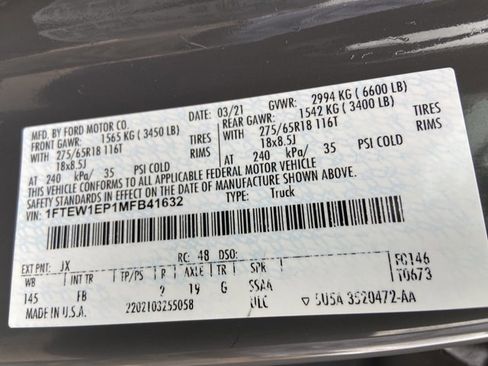 MFD. BY FORD MOTOR CO. DATE: 03/21 GVWR: 2994 KG ( 6600 LB)
FRONT GAWR: 1565 KG ( 3450 LB) REAR GAWR: 1542 KG ( 3400 LB)
WITH 275/65R18 116T TIRES WITH 275/65R18 116T TIRES
18x8.5J RIMS 18x8.5J RIMS
AT 240 kPa/ 35 PSI COLD AT 240 kPa/ 35 PSI COLD
THIS VEHICLE CONFORMS TO ALL APPLICABLE FEDERAL MOTOR VEHICLE
SAFETY STANDARDS IN EFFECT ON THE DATE OF MANUFACTURE SHOWN ABOVE.
VIN: 1FTEW1EP1MFB41632 TYPE: Truck
EXT PNT: JX RC: 48 DSO: FC146
WB INT TR TP/PS R AXLE TR SPR T0673
145 FB 2 19 G SSA4
MADE IN U.S.A. 2202103255058 ULC ▽ 5U5A 3520472-AA